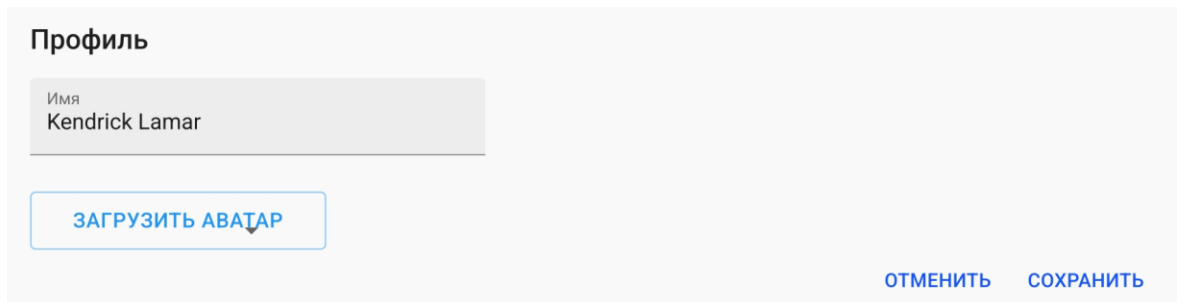 Профиль
Имя
Kendrick Lamar
ЗАГРУЗИТЬ АВАТАР
ОТМЕНИТЬ СОХРАНИТЬ